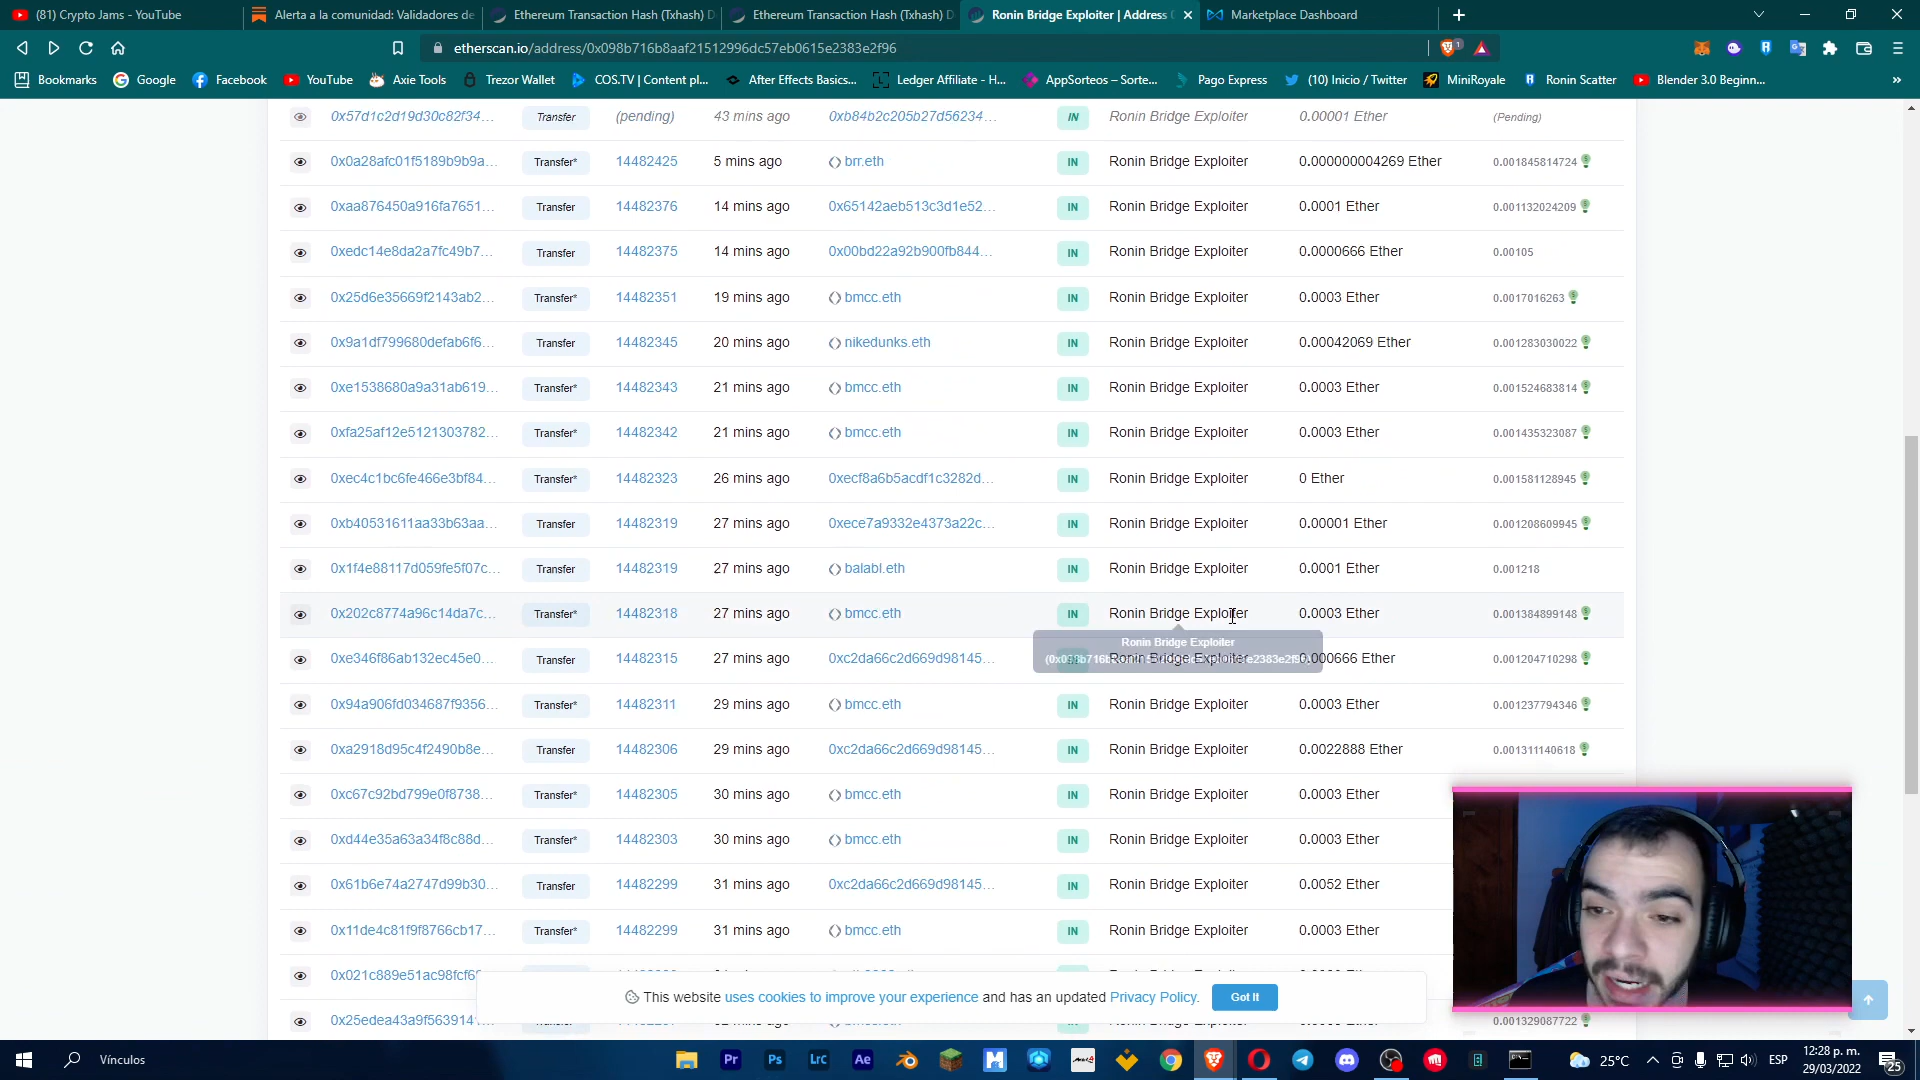 (81) Crypto Jams - YouTube
Alerta a la comunidad: Validadores de
Ethereum Transaction Hash (Txhash) D
Ethereum Transaction Hash (Txhash) D
Ronin Bridge Exploiter | Address
Marketplace Dashboard
etherscan.io/address/0x098b716b8aaf21512996dc57eb0615e2383e2f96
Bookmarks Google Facebook YouTube Axie Tools Trezor Wallet COS.TV | Content pl... After Effects Basics... Ledger Affiliate - H... AppSorteos – Sorte... Pago Express (10) Inicio / Twitter MiniRoyale Ronin Scatter Blender 3.0 Beginn... »
0x57d1c2d19d30c82f34... Transfer (pending) 43 mins ago 0xb84b2c205b27d56234... IN Ronin Bridge Exploiter 0.00001 Ether (Pending)
0x0a28afc01f5189b9b9a... Transfer* 14482425 5 mins ago brr.eth IN Ronin Bridge Exploiter 0.000000004269 Ether 0.001845814724
0xaa876450a916fa7651... Transfer 14482376 14 mins ago 0x65142aeb513c3d1e52... IN Ronin Bridge Exploiter 0.0001 Ether 0.001132024209
0xedc14e8da2a7fc49b7... Transfer 14482375 14 mins ago 0x00bd22a92b900fb844... IN Ronin Bridge Exploiter 0.0000666 Ether 0.00105
0x25d6e35669f2143ab2... Transfer* 14482351 19 mins ago bmcc.eth IN Ronin Bridge Exploiter 0.0003 Ether 0.0017016263
0x9a1df799680defab6f6... Transfer 14482345 20 mins ago nikedunks.eth IN Ronin Bridge Exploiter 0.00042069 Ether 0.001283030022
0xe1538680a9a31ab619... Transfer* 14482343 21 mins ago bmcc.eth IN Ronin Bridge Exploiter 0.0003 Ether 0.001524683814
0xfa25af12e5121303782... Transfer* 14482342 21 mins ago bmcc.eth IN Ronin Bridge Exploiter 0.0003 Ether 0.001435323087
0xec4c1bc6fe466e3bf84... Transfer* 14482323 26 mins ago 0xecf8a6b5acdf1c3282d... IN Ronin Bridge Exploiter 0 Ether 0.001581128945
0xb40531611aa33b63aa... Transfer 14482319 27 mins ago 0xece7a9332e4373a22c... IN Ronin Bridge Exploiter 0.00001 Ether 0.001208609945
0x1f4e88117d059fe5f07c... Transfer 14482319 27 mins ago balabl.eth IN Ronin Bridge Exploiter 0.0001 Ether 0.001218
0x202c8774a96c14da7c... Transfer* 14482318 27 mins ago bmcc.eth IN Ronin Bridge Exploiter 0.0003 Ether 0.001384899148
Ronin Bridge Exploiter
0xe346f86ab132ec45e0... Transfer 14482315 27 mins ago 0xc2da66c2d669d98145... Ronin Bridge Exploiter 0.000666 Ether 0.001204710298
0x94a906fd034687f9356... Transfer* 14482311 29 mins ago bmcc.eth IN Ronin Bridge Exploiter 0.0003 Ether 0.001237794346
0xa2918d95c4f2490b8e... Transfer 14482306 29 mins ago 0xc2da66c2d669d98145... IN Ronin Bridge Exploiter 0.0022888 Ether 0.001311140618
0xc67c92bd799e0f8738... Transfer* 14482305 30 mins ago bmcc.eth IN Ronin Bridge Exploiter 0.0003 Ether
0xd44e35a63a34f8c88d... Transfer* 14482303 30 mins ago bmcc.eth IN Ronin Bridge Exploiter 0.0003 Ether
0x61b6e74a2747d99b30... Transfer 14482299 31 mins ago 0xc2da66c2d669d98145... IN Ronin Bridge Exploiter 0.0052 Ether
0x11de4c81f9f8766cb17... Transfer* 14482299 31 mins ago bmcc.eth IN Ronin Bridge Exploiter 0.0003 Ether
0x021c889e51ac98fcf6
This website uses cookies to improve your experience and has an updated Privacy Policy. Got It
0x25edea43a9f563914 0.001329087722
Vínculos
25°C
ESP
12:28 p. m.
29/03/2022
25